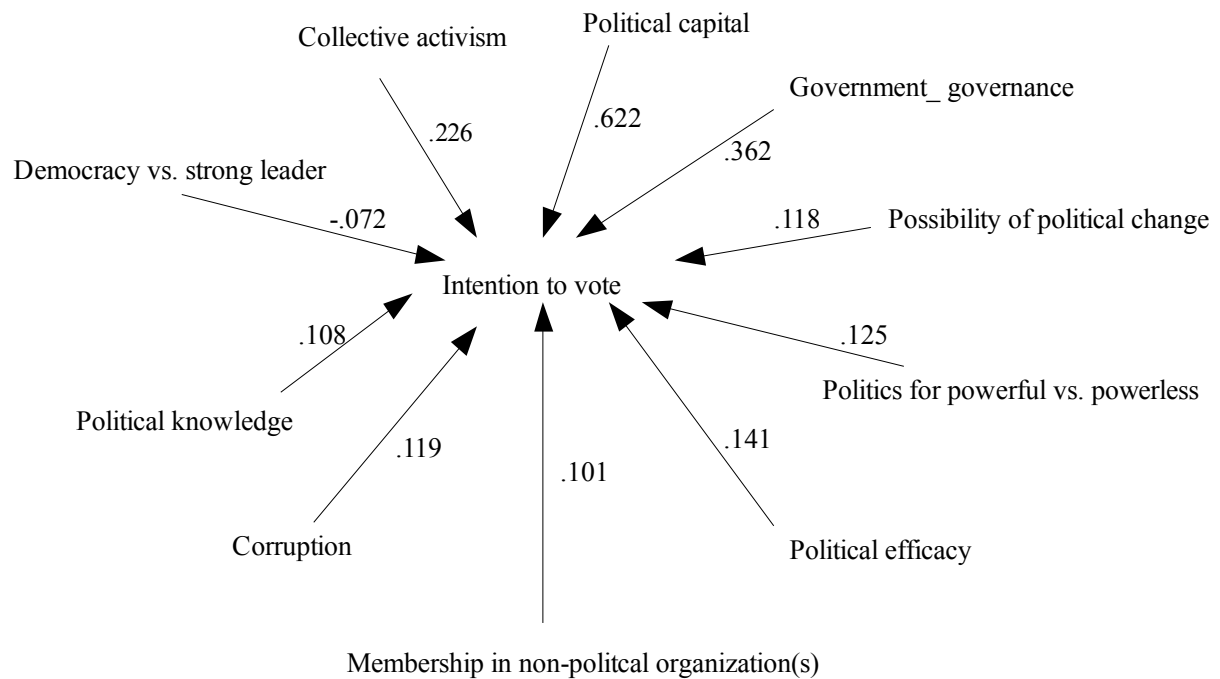 Political capital
Collective activism
Government_ governance
.622
.226
.362
Democracy vs. strong leader
-.072
.118
Possibility of political change
Intention to vote
.108
.125
Politics for powerful vs. powerless
Political knowledge
.119
.141
.101
Corruption
Political efficacy
Membership in non-politcal organization(s)